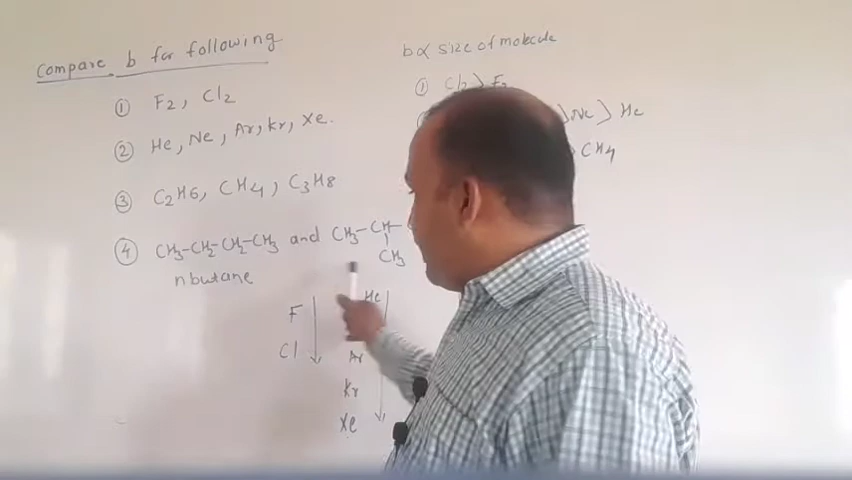 Compare b for following
① F2, Cl2
② He, Ne, Ar, Kr, Xe.
③ C2H6, CH4, C3H8
④ CH3-CH2-CH2-CH3 and CH3-CH-
CH3
nbutane
F
Cl
He
Ar
Kr
Xe
b∝ size of molecule
① Cl2 > F2
> Ne > He
> CH4